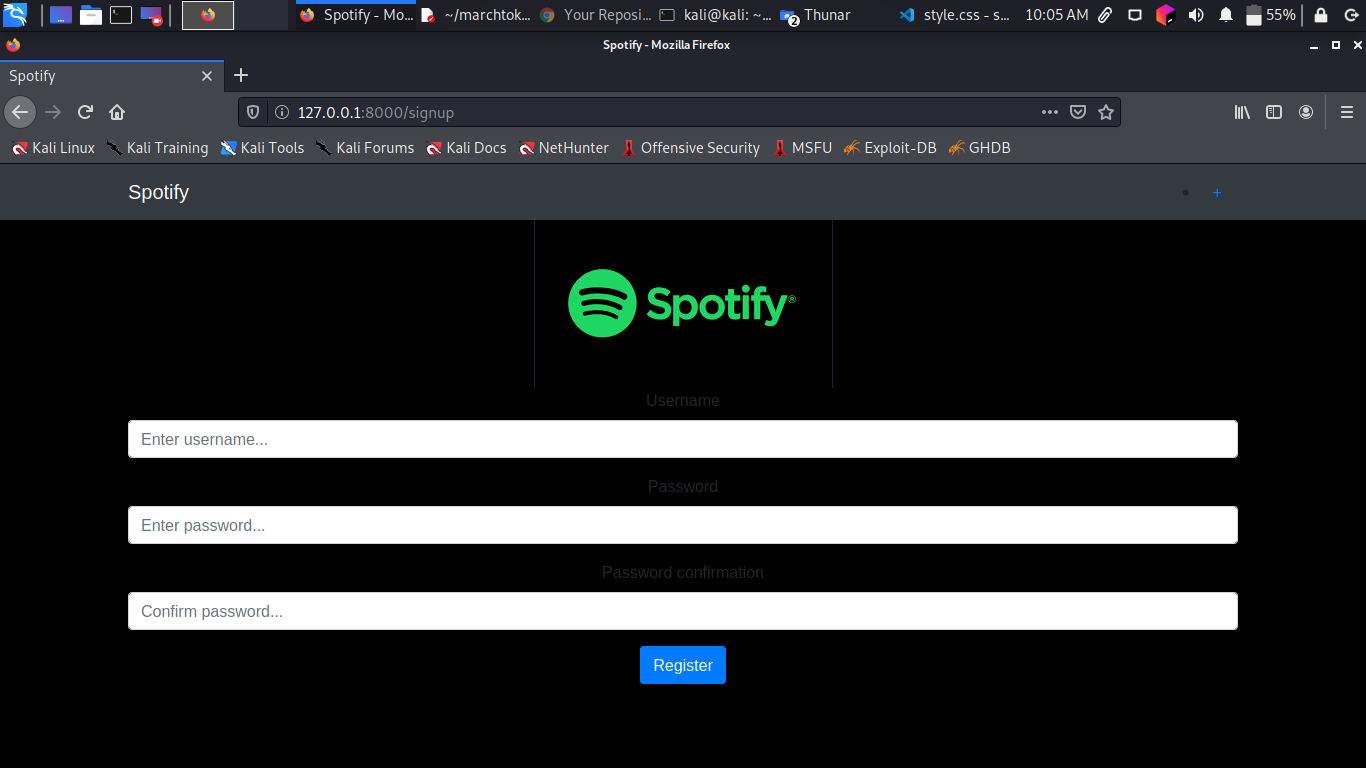 Spotify - Mo... ~/marchtok... Your Reposi... kali@kali: ~... 2 Thunar style.css - s... 10:05 AM 55%
Spotify - Mozilla Firefox
Spotify
127.0.0.1:8000/signup
Kali Linux Kali Training Kali Tools Kali Forums Kali Docs NetHunter Offensive Security MSFU Exploit-DB GHDB
Spotify +
Spotify®
Username
Enter username...
Password
Enter password...
Password confirmation
Confirm password...
Register